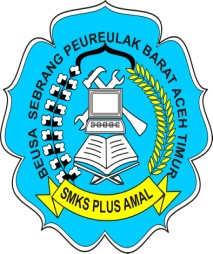 BEUSA SEBRANG PEUREULAK BARAT ACEH TIMUR
SMKS PLUS AMAL